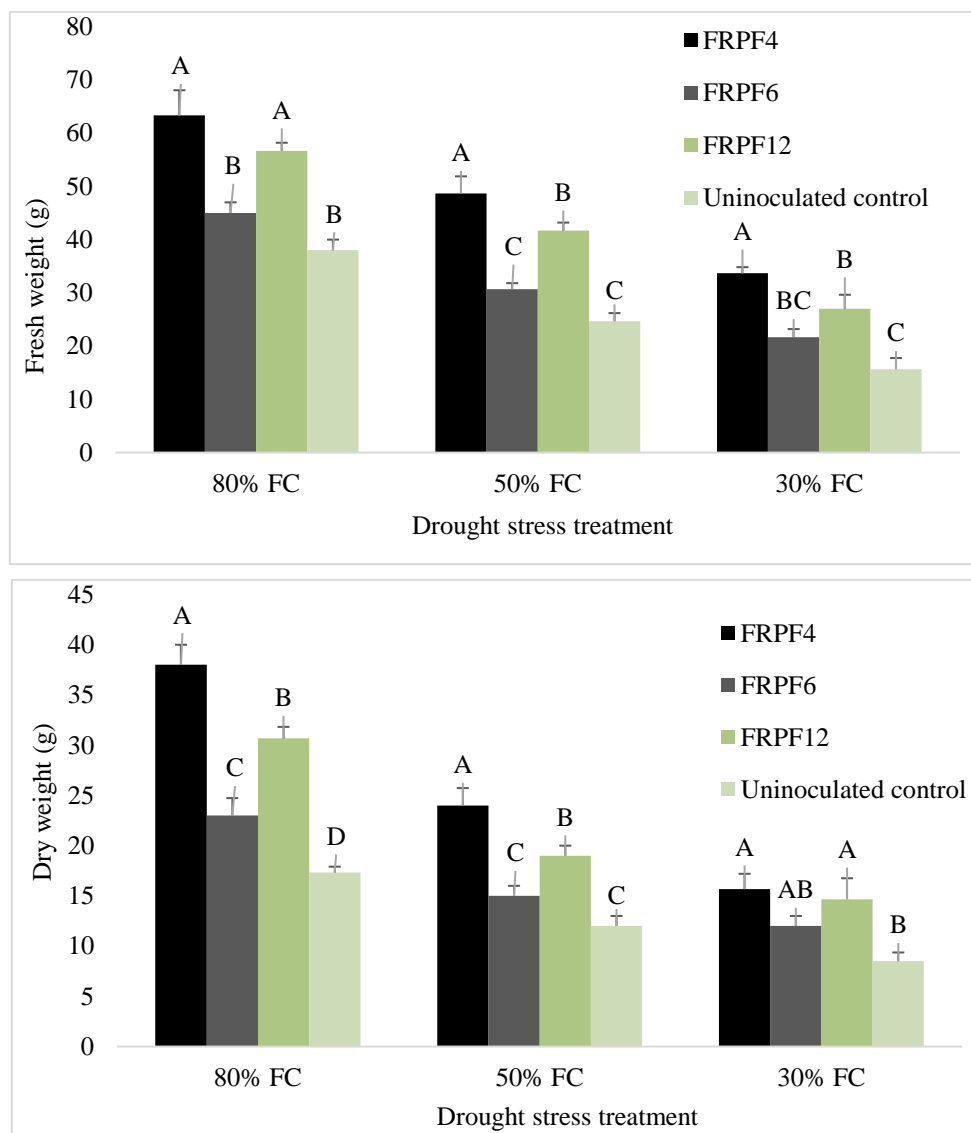 80
70
60
50
40
30
20
10
0
Fresh weight (g)
FRPF4
FRPF6
FRPF12
Uninoculated control
A
B
A
B
A
C
B
C
A
BC
B
C
80% FC
50% FC
30% FC
Drought stress treatment
45
40
35
30
25
20
15
10
5
0
Dry weight (g)
FRPF4
FRPF6
FRPF12
Uninoculated control
A
C
B
D
A
C
B
C
A
AB
A
B
80% FC
50% FC
30% FC
Drought stress treatment